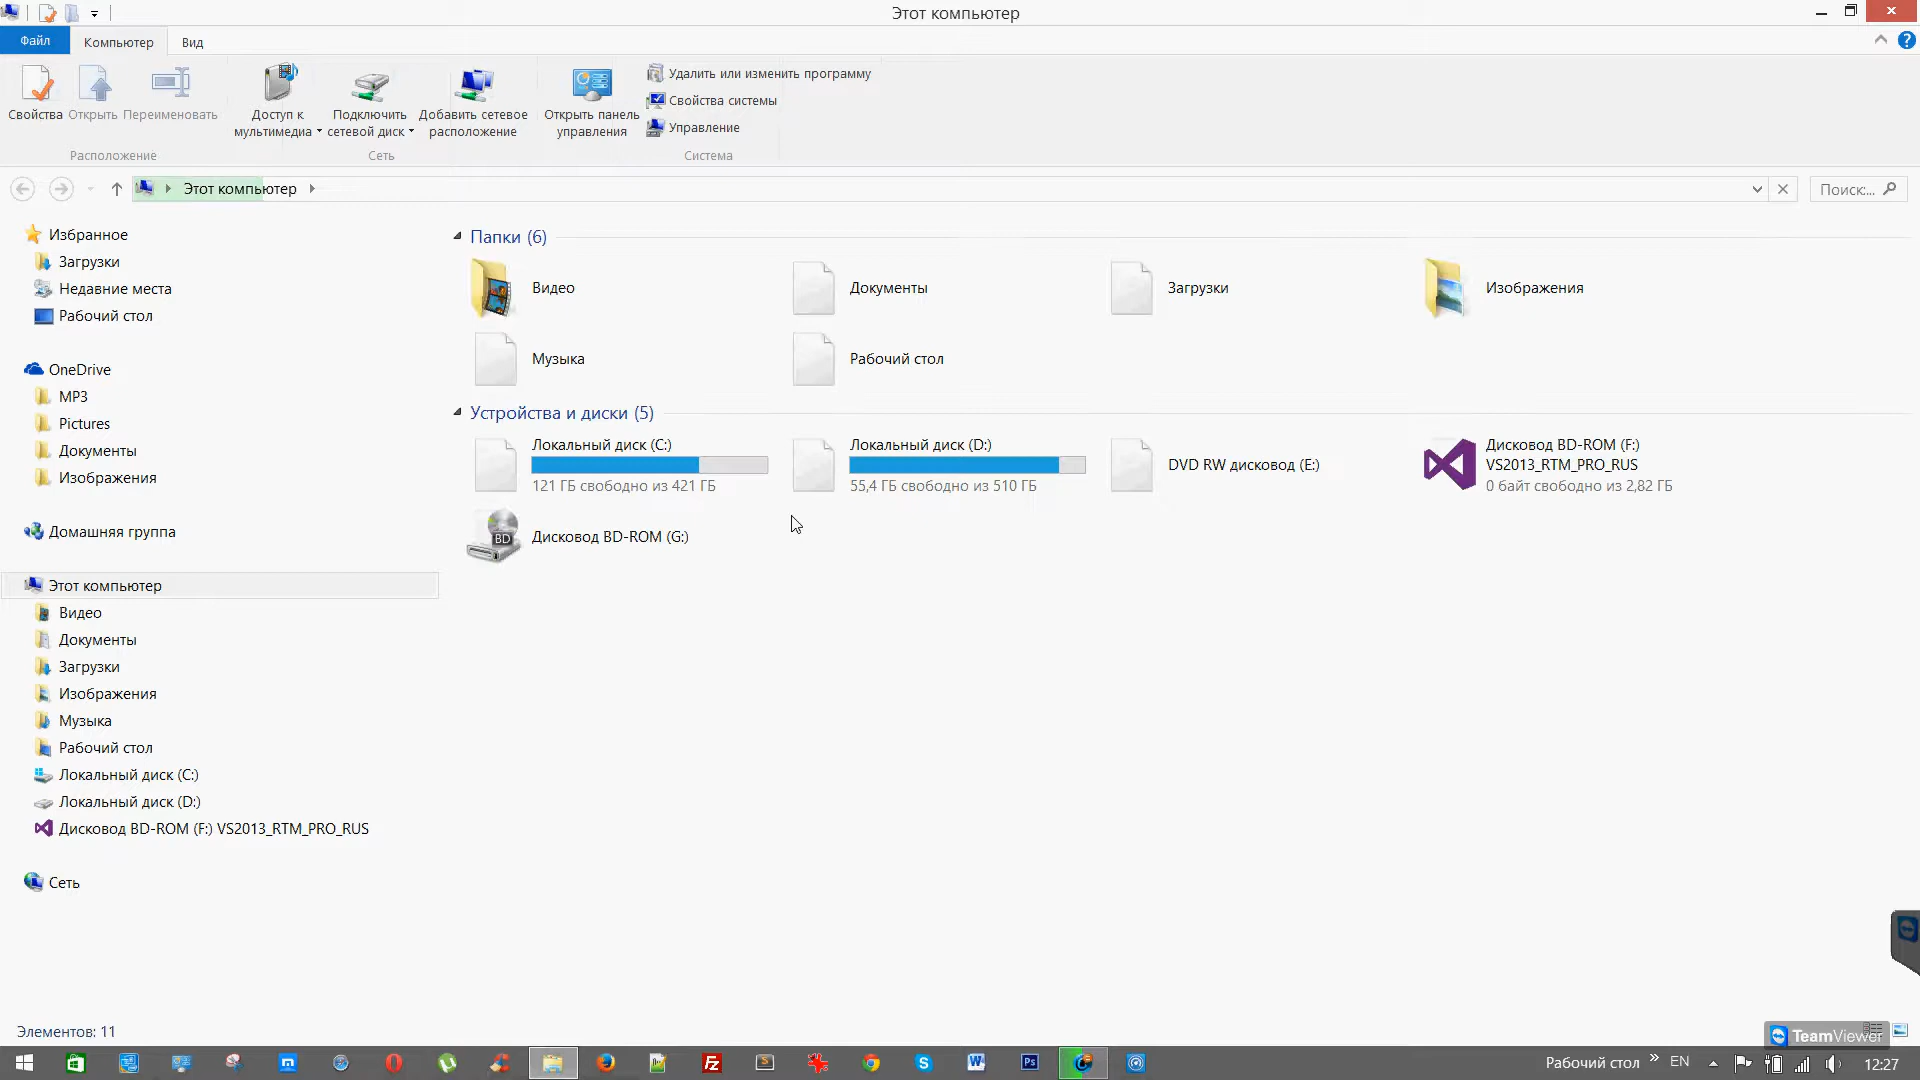 Этот компьютер
Файл
Компьютер
Вид
Свойства
Открыть
Переименовать
Доступ к
мультимедиа
Подключить
сетевой диск
Добавить сетевое
расположение
Открыть панель
управления
Удалить или изменить программу
Свойства системы
Управление
Расположение
Сеть
Система
Этот компьютер
Поиск:...
Избранное
Загрузки
Недавние места
Рабочий стол
OneDrive
MP3
Pictures
Документы
Изображения
Домашняя группа
Этот компьютер
Видео
Документы
Загрузки
Изображения
Музыка
Рабочий стол
Локальный диск (C:)
Локальный диск (D:)
Дисковод BD-ROM (F:) VS2013_RTM_PRO_RUS
Сеть
Папки (6)
Видео
Документы
Загрузки
Изображения
Музыка
Рабочий стол
Устройства и диски (5)
Локальный диск (C:)
121 ГБ свободно из 421 ГБ
Локальный диск (D:)
55,4 ГБ свободно из 510 ГБ
DVD RW дисковод (E:)
Дисковод BD-ROM (F:)
VS2013_RTM_PRO_RUS
0 байт свободно из 2,82 ГБ
BD
Дисковод BD-ROM (G:)
Элементов: 11
TeamViewer
Рабочий стол
EN
12:27